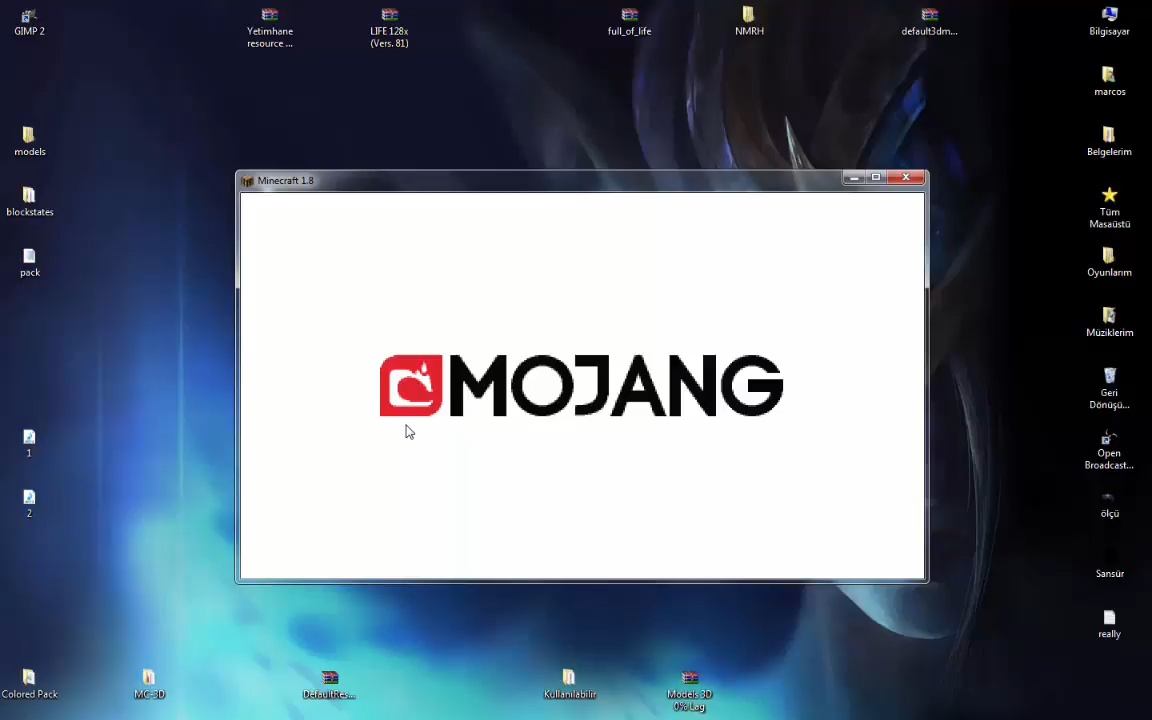 GIMP 2
Yetimhane
resource ...
LIFE 128x
(Vers. 81)
full_of_life
NMRH
default3dm...
Bilgisayar
models
marcos
blockstates
Belgelerim
pack
Tüm
Masaüstü
Minecraft 1.8
Oyunlarım
MOJANG
Müziklerim
Geri
Dönüşü...
1
Open
Broadcast...
2
ölçü
Sansür
really
Colored Pack
MC-3D
DefaultRes...
Kullanılabilir
Models 3D
0% Lag